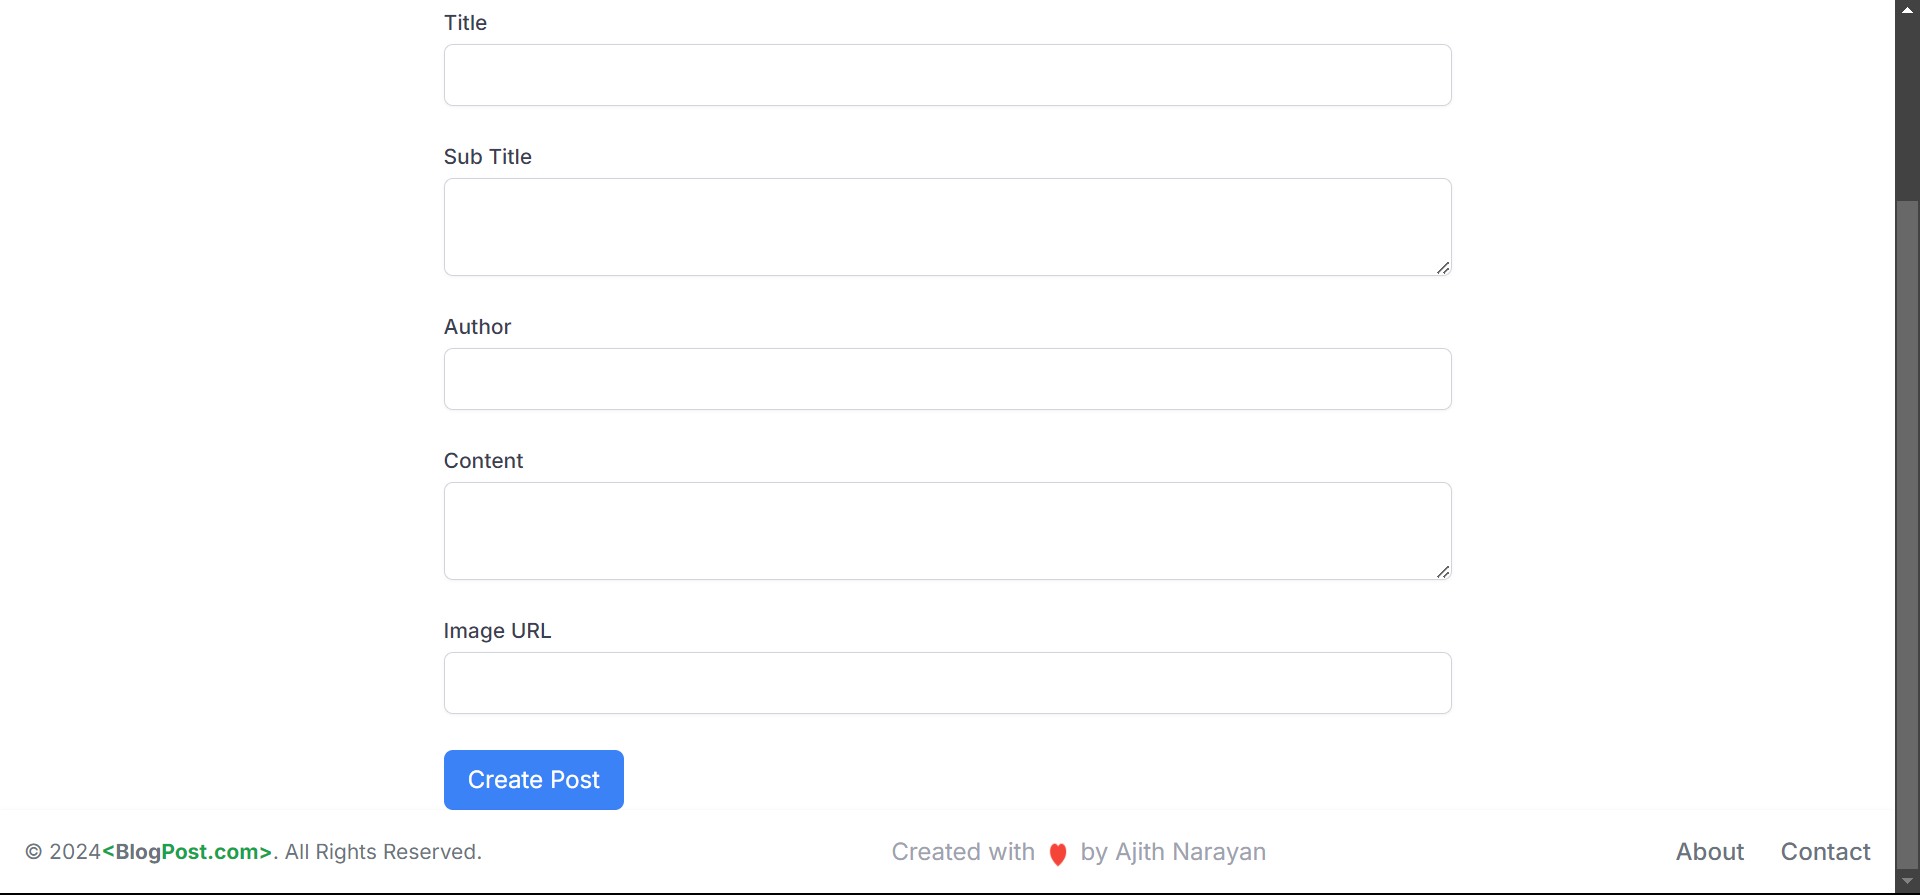 Title
Sub Title
Author
Content
Image URL
Create Post
© 2024<BlogPost.com>. All Rights Reserved.
Created with ♥ by Ajith Narayan
About
Contact